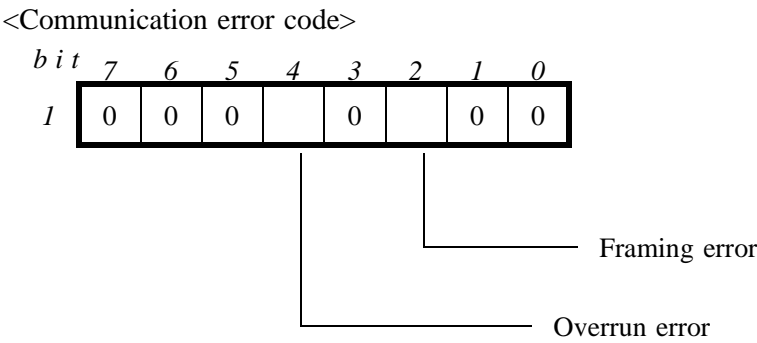 <Communication error code>
bit 7 6 5 4 3 2 1 0
1 0 0 0 0 0 0
Framing error
Overrun error